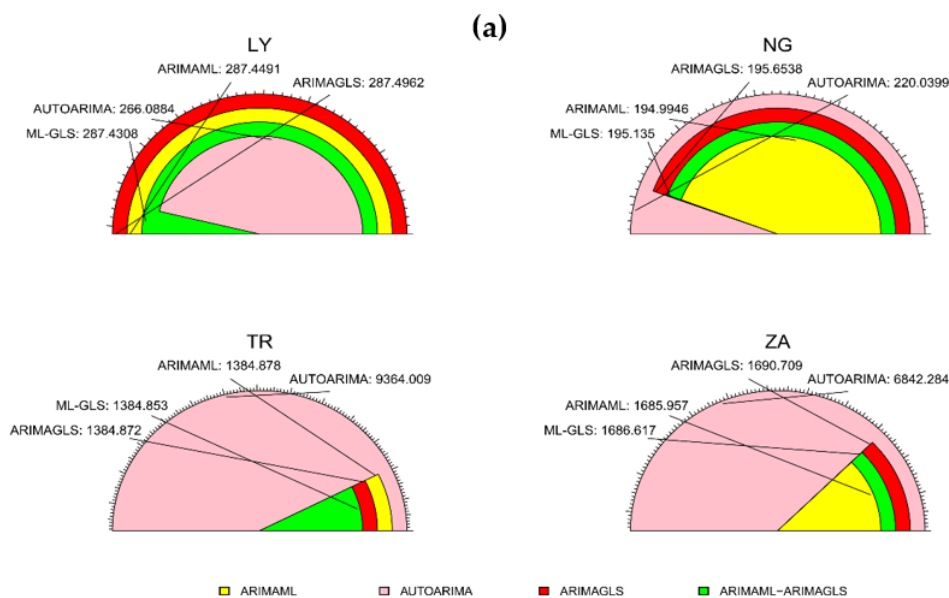 (a)
LY
ARIMAML: 287.4491
ARIMAGLS: 287.4962
AUTOARIMA: 266.0884
ML-GLS: 287.4308
NG
ARIMAGLS: 195.6538
AUTOARIMA: 220.0399
ARIMAML: 194.9946
ML-GLS: 195.135
TR
ARIMAML: 1384.878
AUTOARIMA: 9364.009
ML-GLS: 1384.853
ARIMAGLS: 1384.872
ZA
ARIMAGLS: 1690.709
AUTOARIMA: 6842.284
ARIMAML: 1685.957
ML-GLS: 1686.617
ARIMAML
AUTOARIMA
ARIMAGLS
ARIMAML−ARIMAGLS